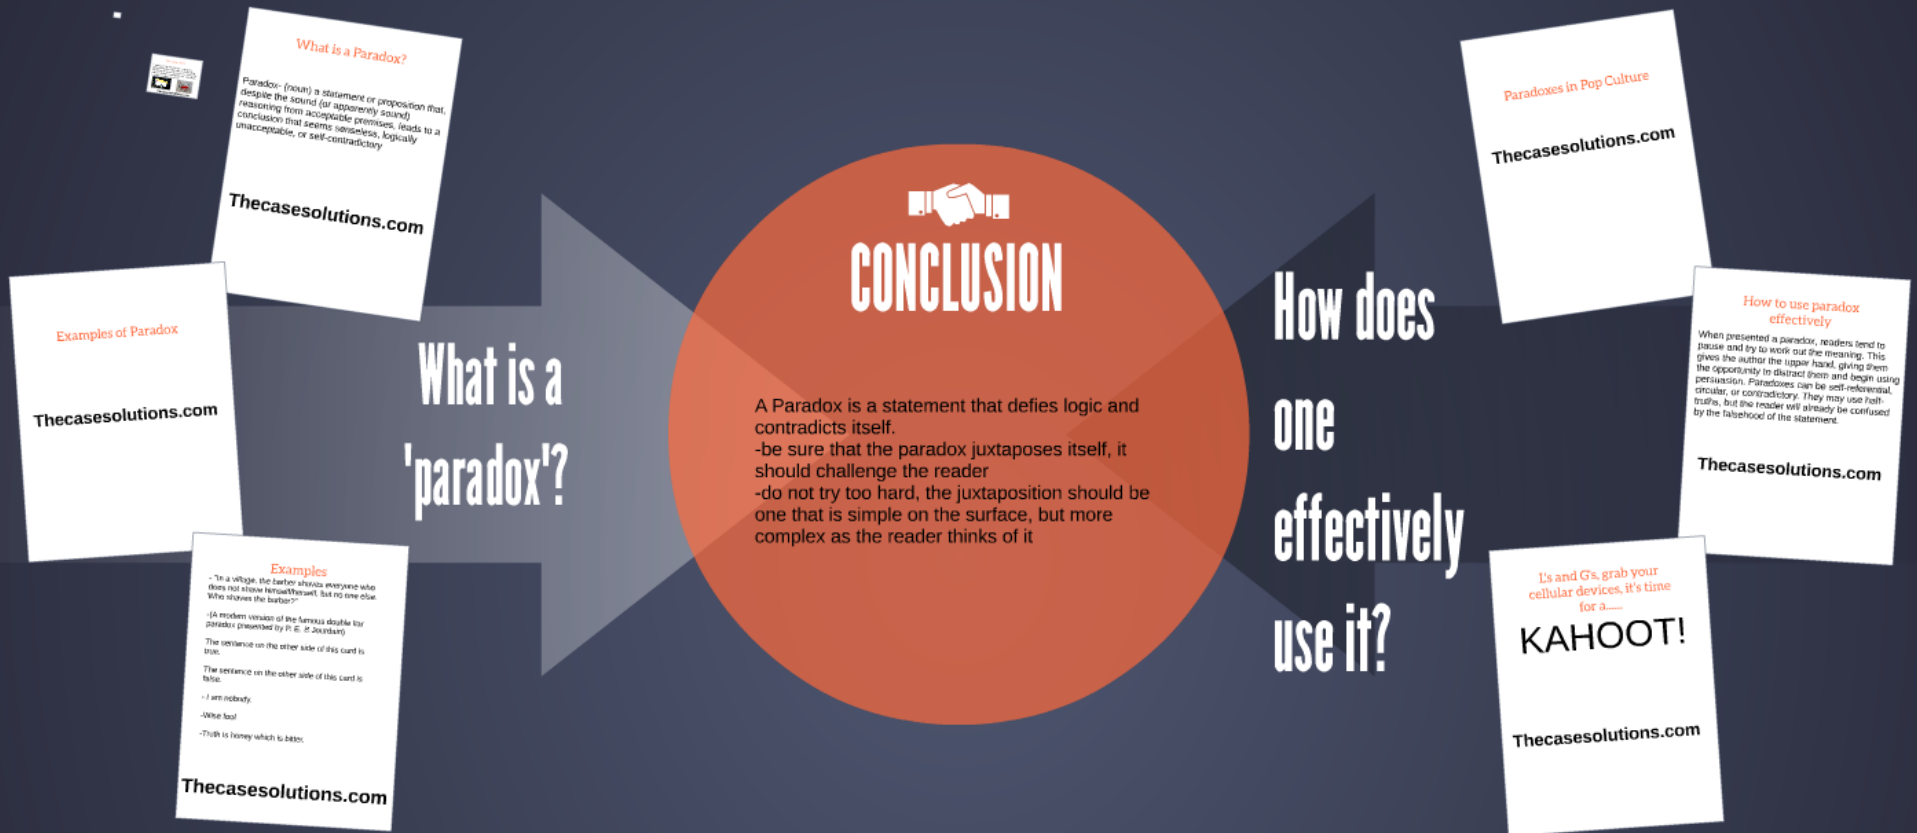 What is a Paradox?
Paradox- (noun) a statement or proposition that,
despite the sound (or apparently sound)
reasoning from acceptable premises, leads to a
conclusion that seems senseless, logically
unacceptable, or self-contradictory
Thecasesolutions.com
Examples of Paradox
Thecasesolutions.com
Examples
- "In a village, the barber shaves everyone who
does not shave himself/herself, but no one else.
Who shaves the barber?"
-(A modern version of the famous double liar
paradox presented by P. E. B Jourdain)
The sentence on the other side of this card is
true.
The sentence on the other side of this card is
false.
- I am nobody.
-Wise fool
-Truth is honey which is bitter.
Thecasesolutions.com
What is a
'paradox'?
CONCLUSION
A Paradox is a statement that defies logic and
contradicts itself.
-be sure that the paradox juxtaposes itself, it
should challenge the reader
-do not try too hard, the juxtaposition should be
one that is simple on the surface, but more
complex as the reader thinks of it
How does
one
effectively
use it?
Paradoxes in Pop Culture
Thecasesolutions.com
How to use paradox
effectively
When presented a paradox, readers tend to
pause and try to work out the meaning. This
gives the author the upper hand, giving them
the opportunity to distract them and begin using
persuasion. Paradoxes can be self-referential,
circular, or contradictory. They may use half-
truths, but the reader will already be confused
by the falsehood of the statement.
Thecasesolutions.com
L's and G's, grab your
cellular devices, it's time
for a......
KAHOOT!
Thecasesolutions.com